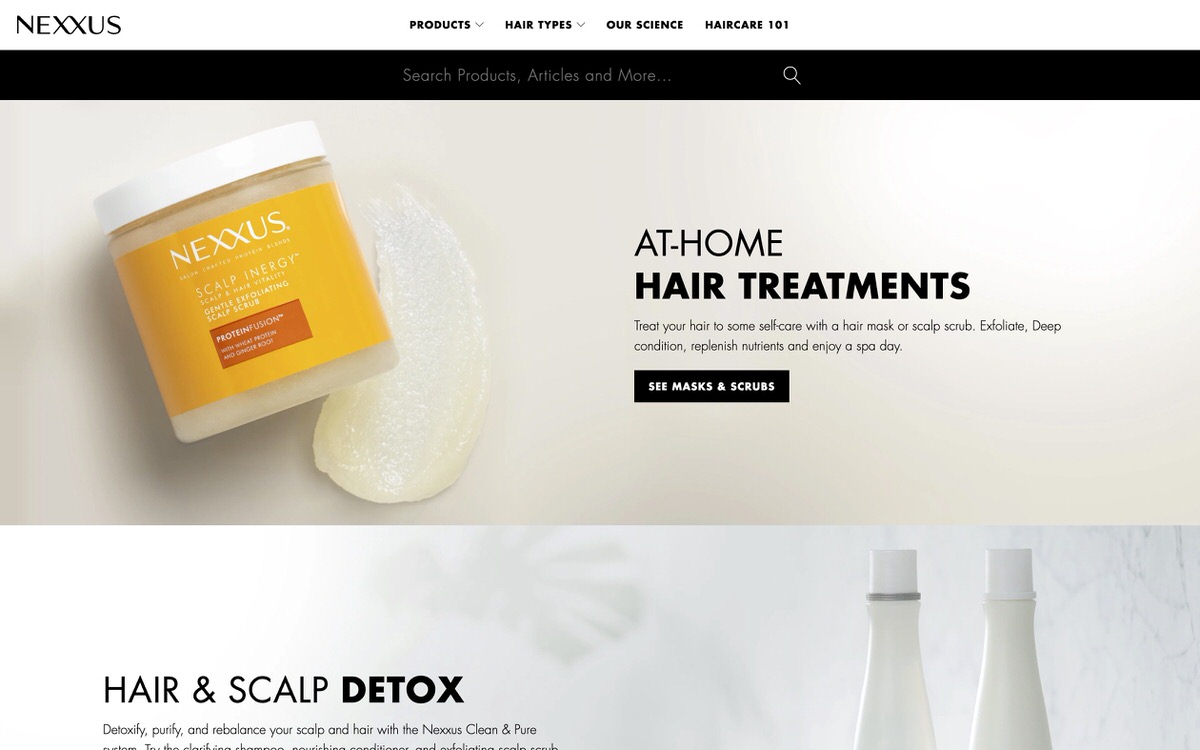 NEXXUS
PRODUCTS HAIR TYPES OUR SCIENCE HAIRCARE 101
Search Products, Articles and More...
NEXXUS
SALON CRAFTED PROTEIN BLENDS
SCALP INERGY™
SCALP & HAIR VITALITY
GENTLE EXFOLIATING
SCALP SCRUB
PROTEINFUSION™
WITH WHEAT PROTEIN
AND GINGER ROOT
AT-HOME
HAIR TREATMENTS
Treat your hair to some self-care with a hair mask or scalp scrub. Exfoliate, Deep
condition, replenish nutrients and enjoy a spa day.
SEE MASKS & SCRUBS
HAIR & SCALP DETOX
Detoxify, purify, and rebalance your scalp and hair with the Nexxus Clean & Pure
system. Try the clarifying shampoo, nourishing conditioner, and exfoliating scalp scrub